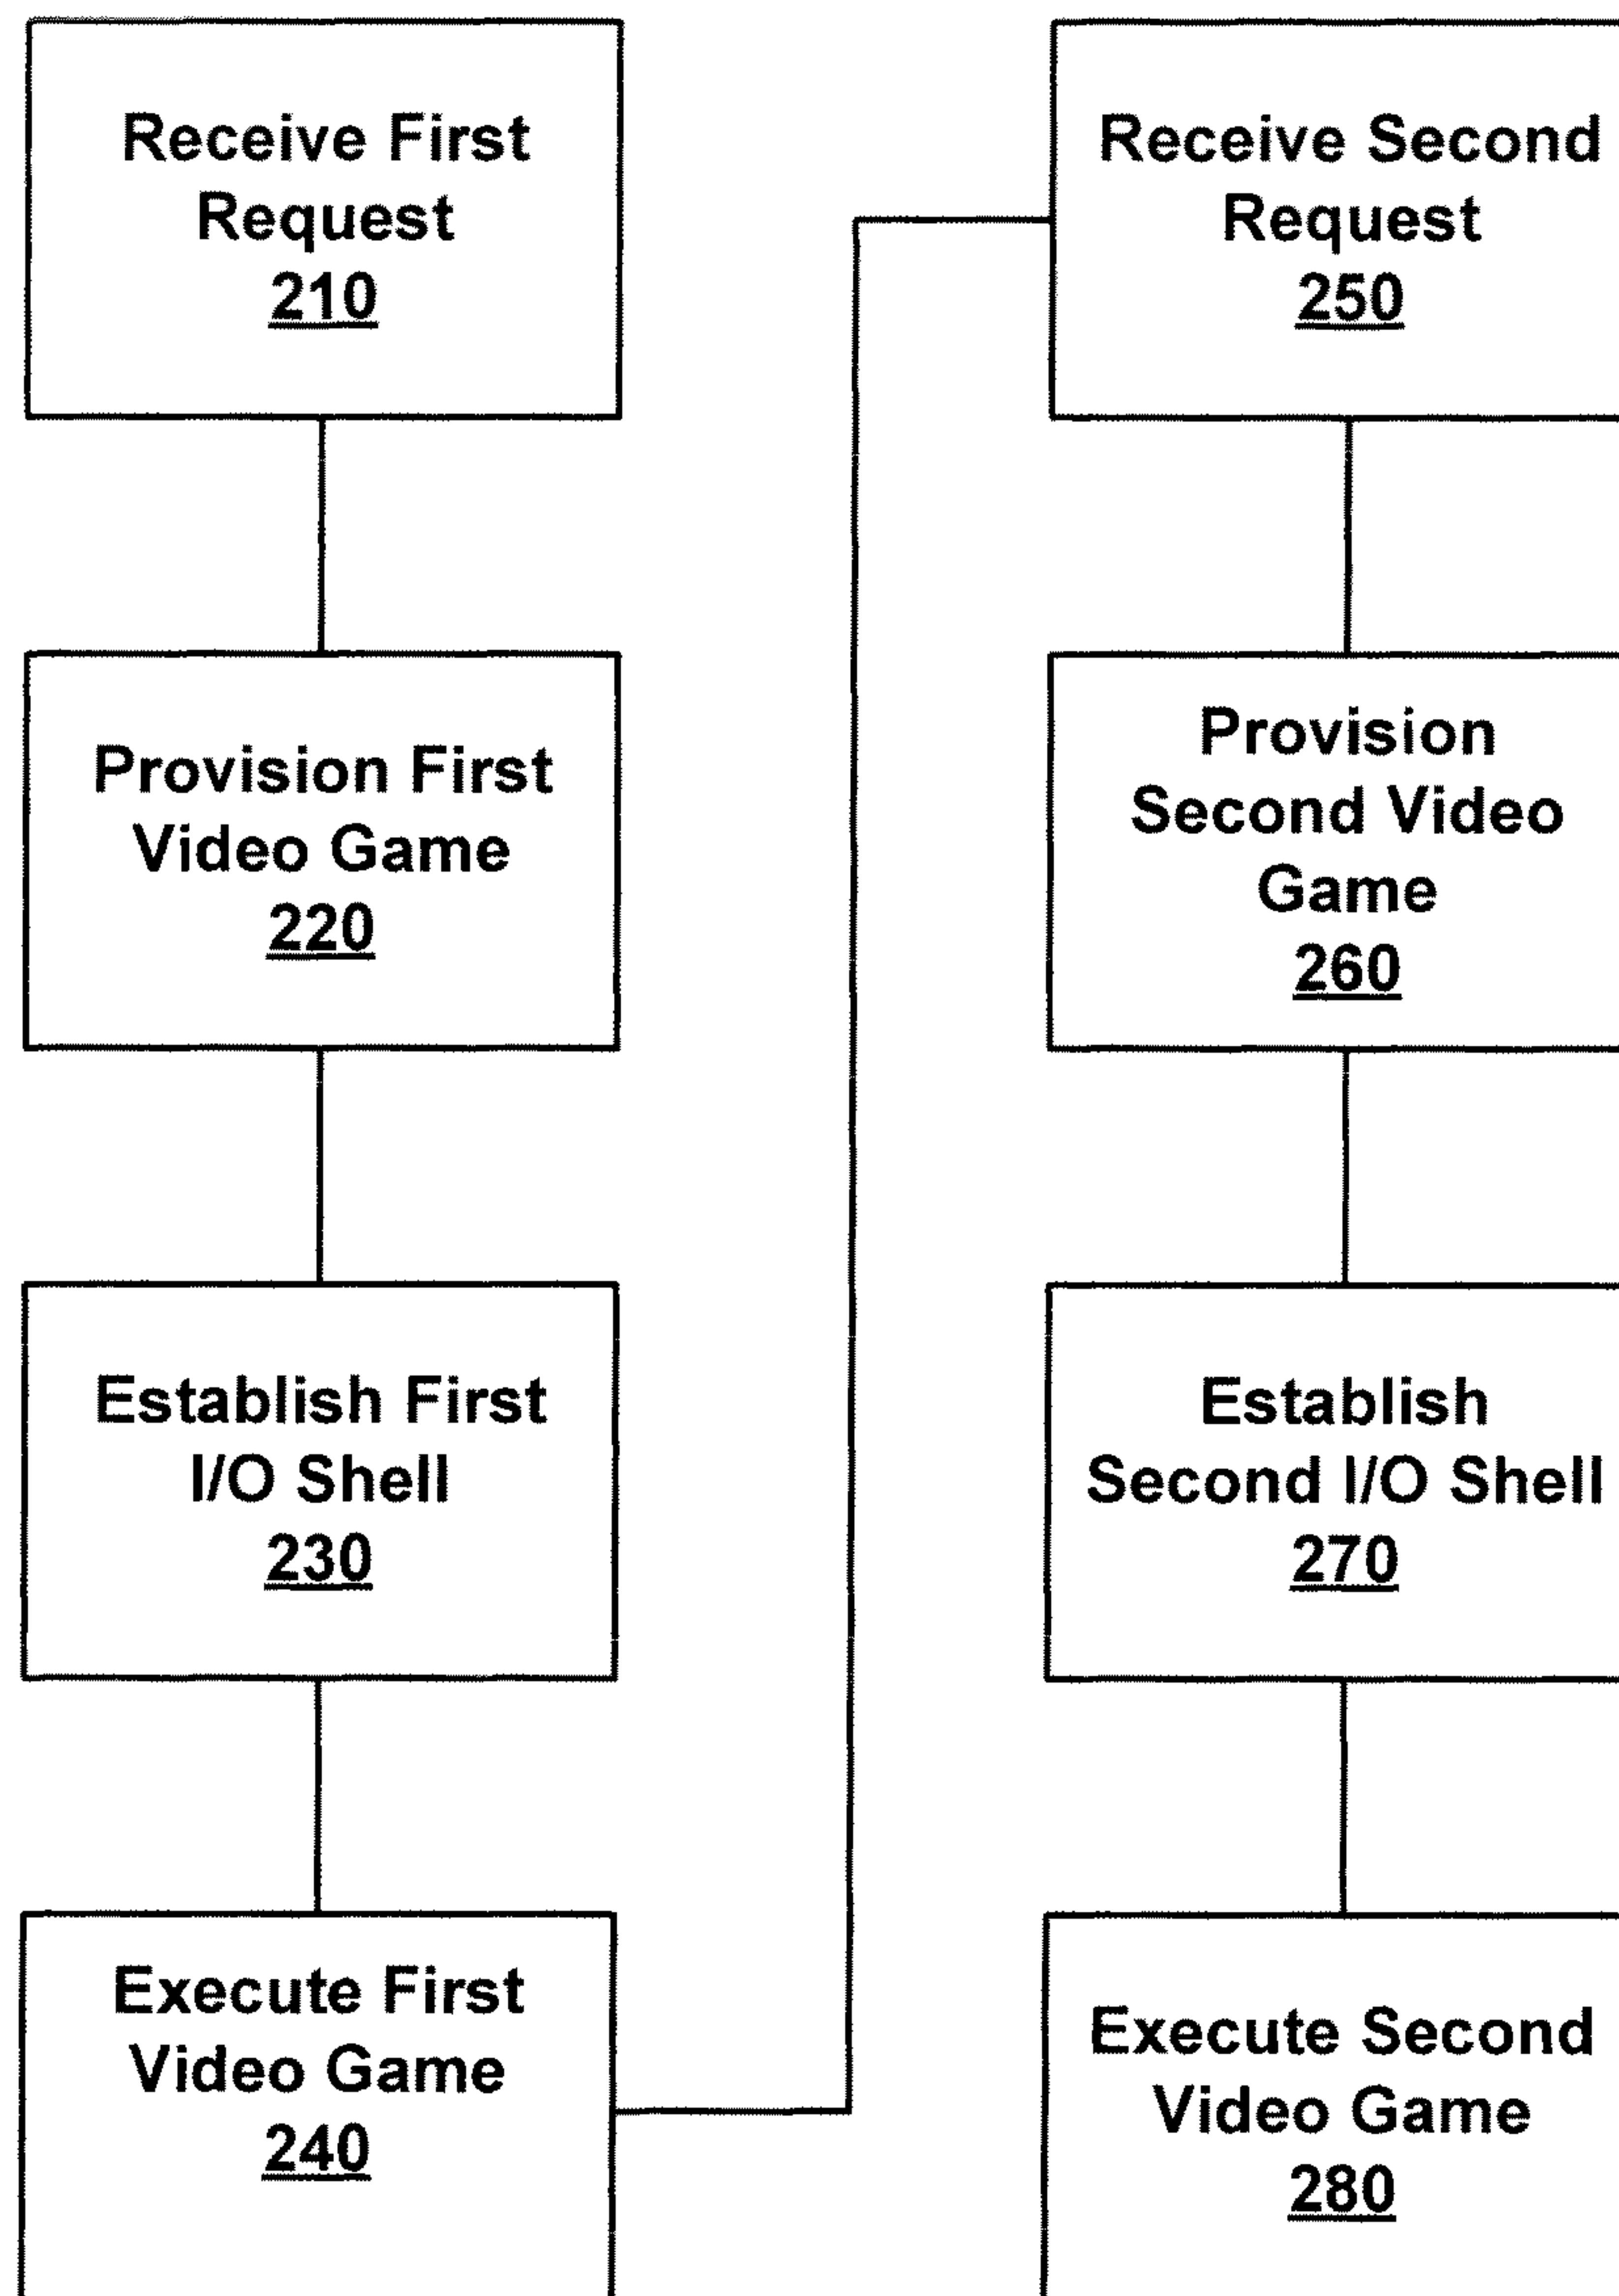 Receive First
Request
210
Provision First
Video Game
220
Establish First
I/O Shell
230
Execute First
Video Game
240
Receive Second
Request
250
Provision
Second Video
Game
260
Establish
Second I/O Shell
270
Execute Second
Video Game
280